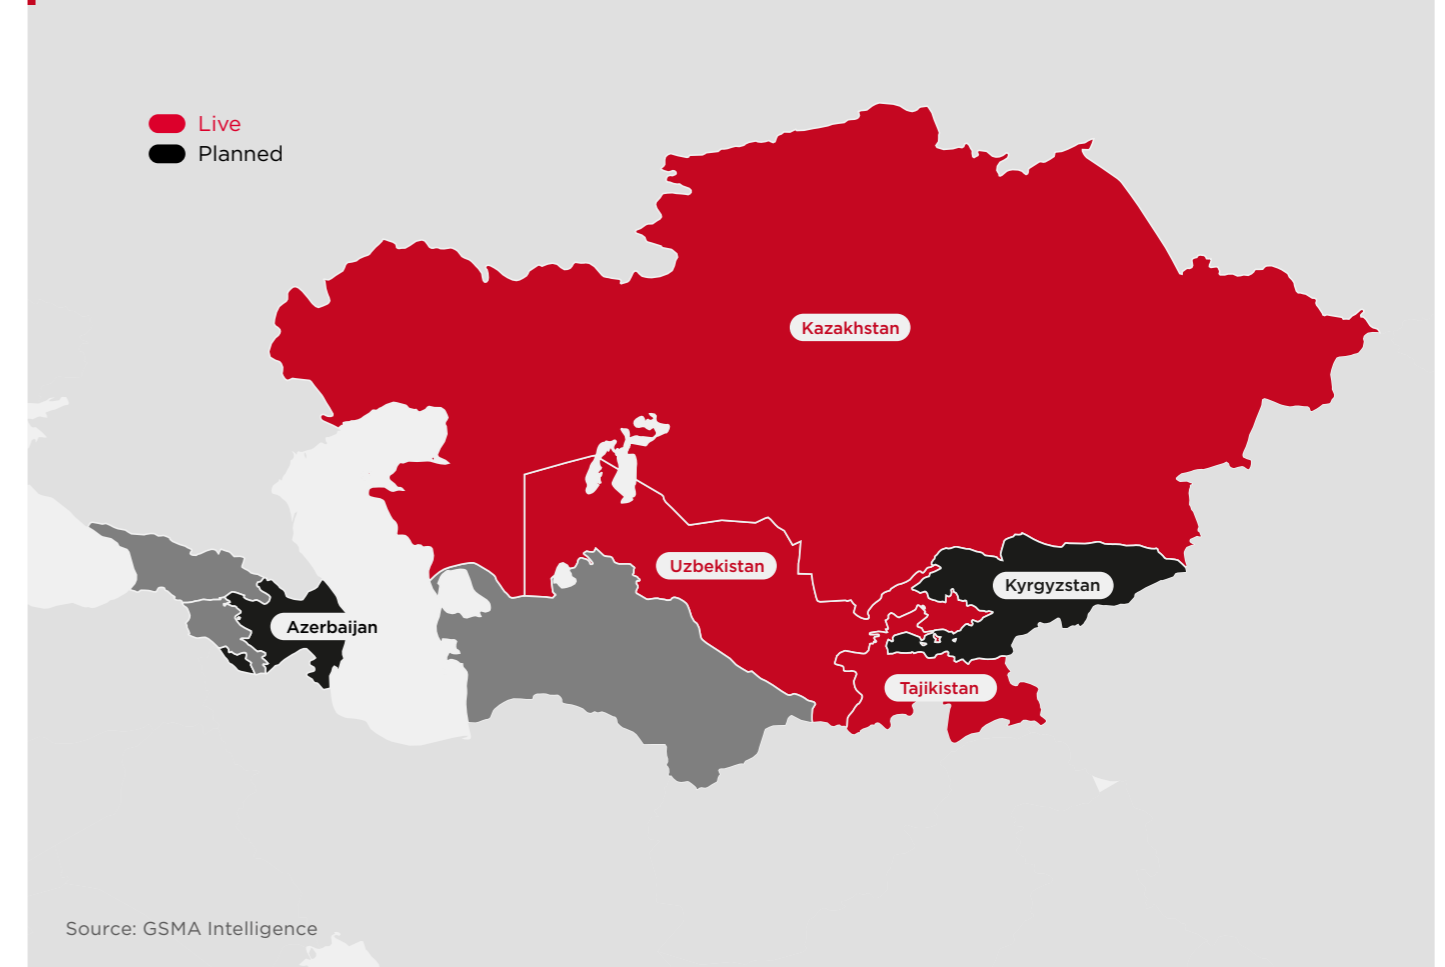 Live
Planned
Kazakhstan
Uzbekistan
Kyrgyzstan
Azerbaijan
Tajikistan
Source: GSMA Intelligence